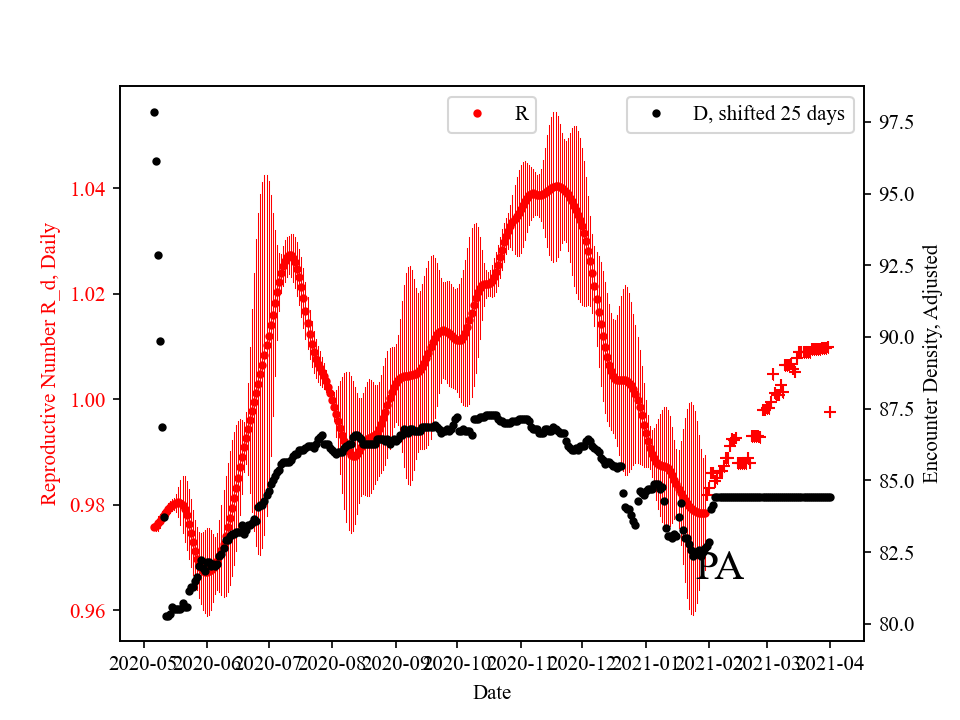 R
D, shifted 25 days
Reproductive Number R_d, Daily
1.04
1.02
1.00
0.98
0.96
97.5
95.0
92.5
90.0
87.5
85.0
82.5
80.0
Encounter Density, Adjusted
PA
2020-05 2020-06 2020-07 2020-08 2020-09 2020-10 2020-11 2020-12 2021-01 2021-02 2021-03 2021-04
Date